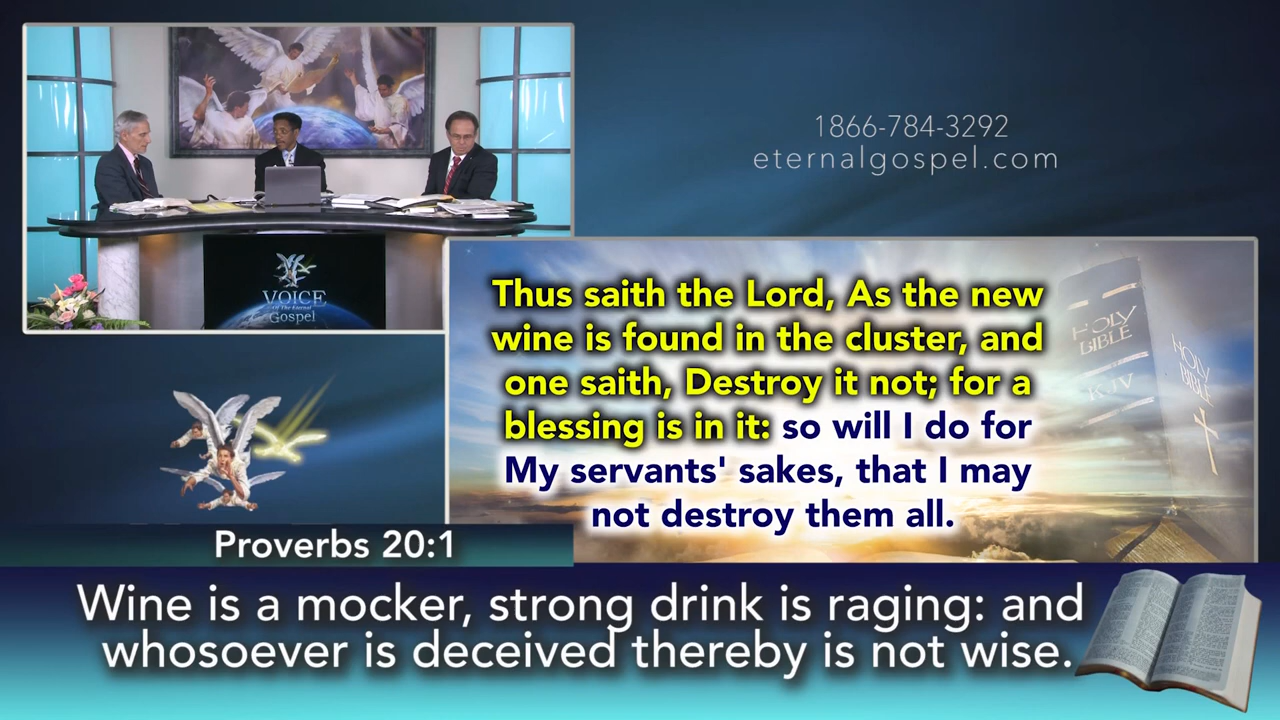 1866-784-3292
eternalgospel.com
VOICE
Of The Eternal
Gospel
Thus saith the Lord, As the new
wine is found in the cluster, and
one saith, Destroy it not; for a
blessing is in it: so will I do for
My servants' sakes, that I may
not destroy them all.
HOLY
BIBLE
KJV
HOLY
BIBLE
Proverbs 20:1
Wine is a mocker, strong drink is raging: and
whosoever is deceived thereby is not wise.